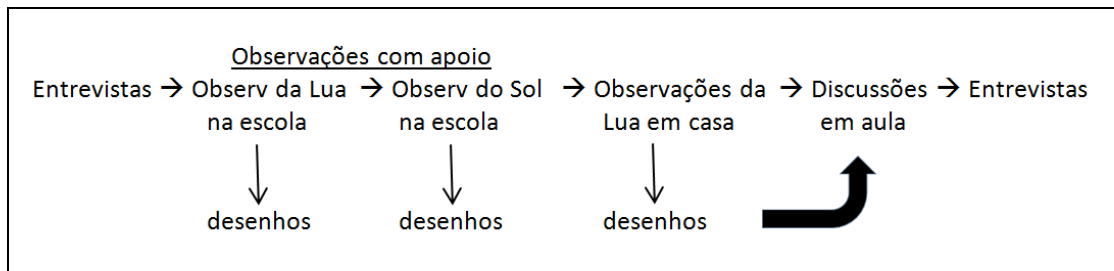 Observações com apoio
Entrevistas → Observ da Lua → Observ do Sol → Observações da → Discussões → Entrevistas
na escola na escola Lua em casa em aula
desenhos desenhos desenhos